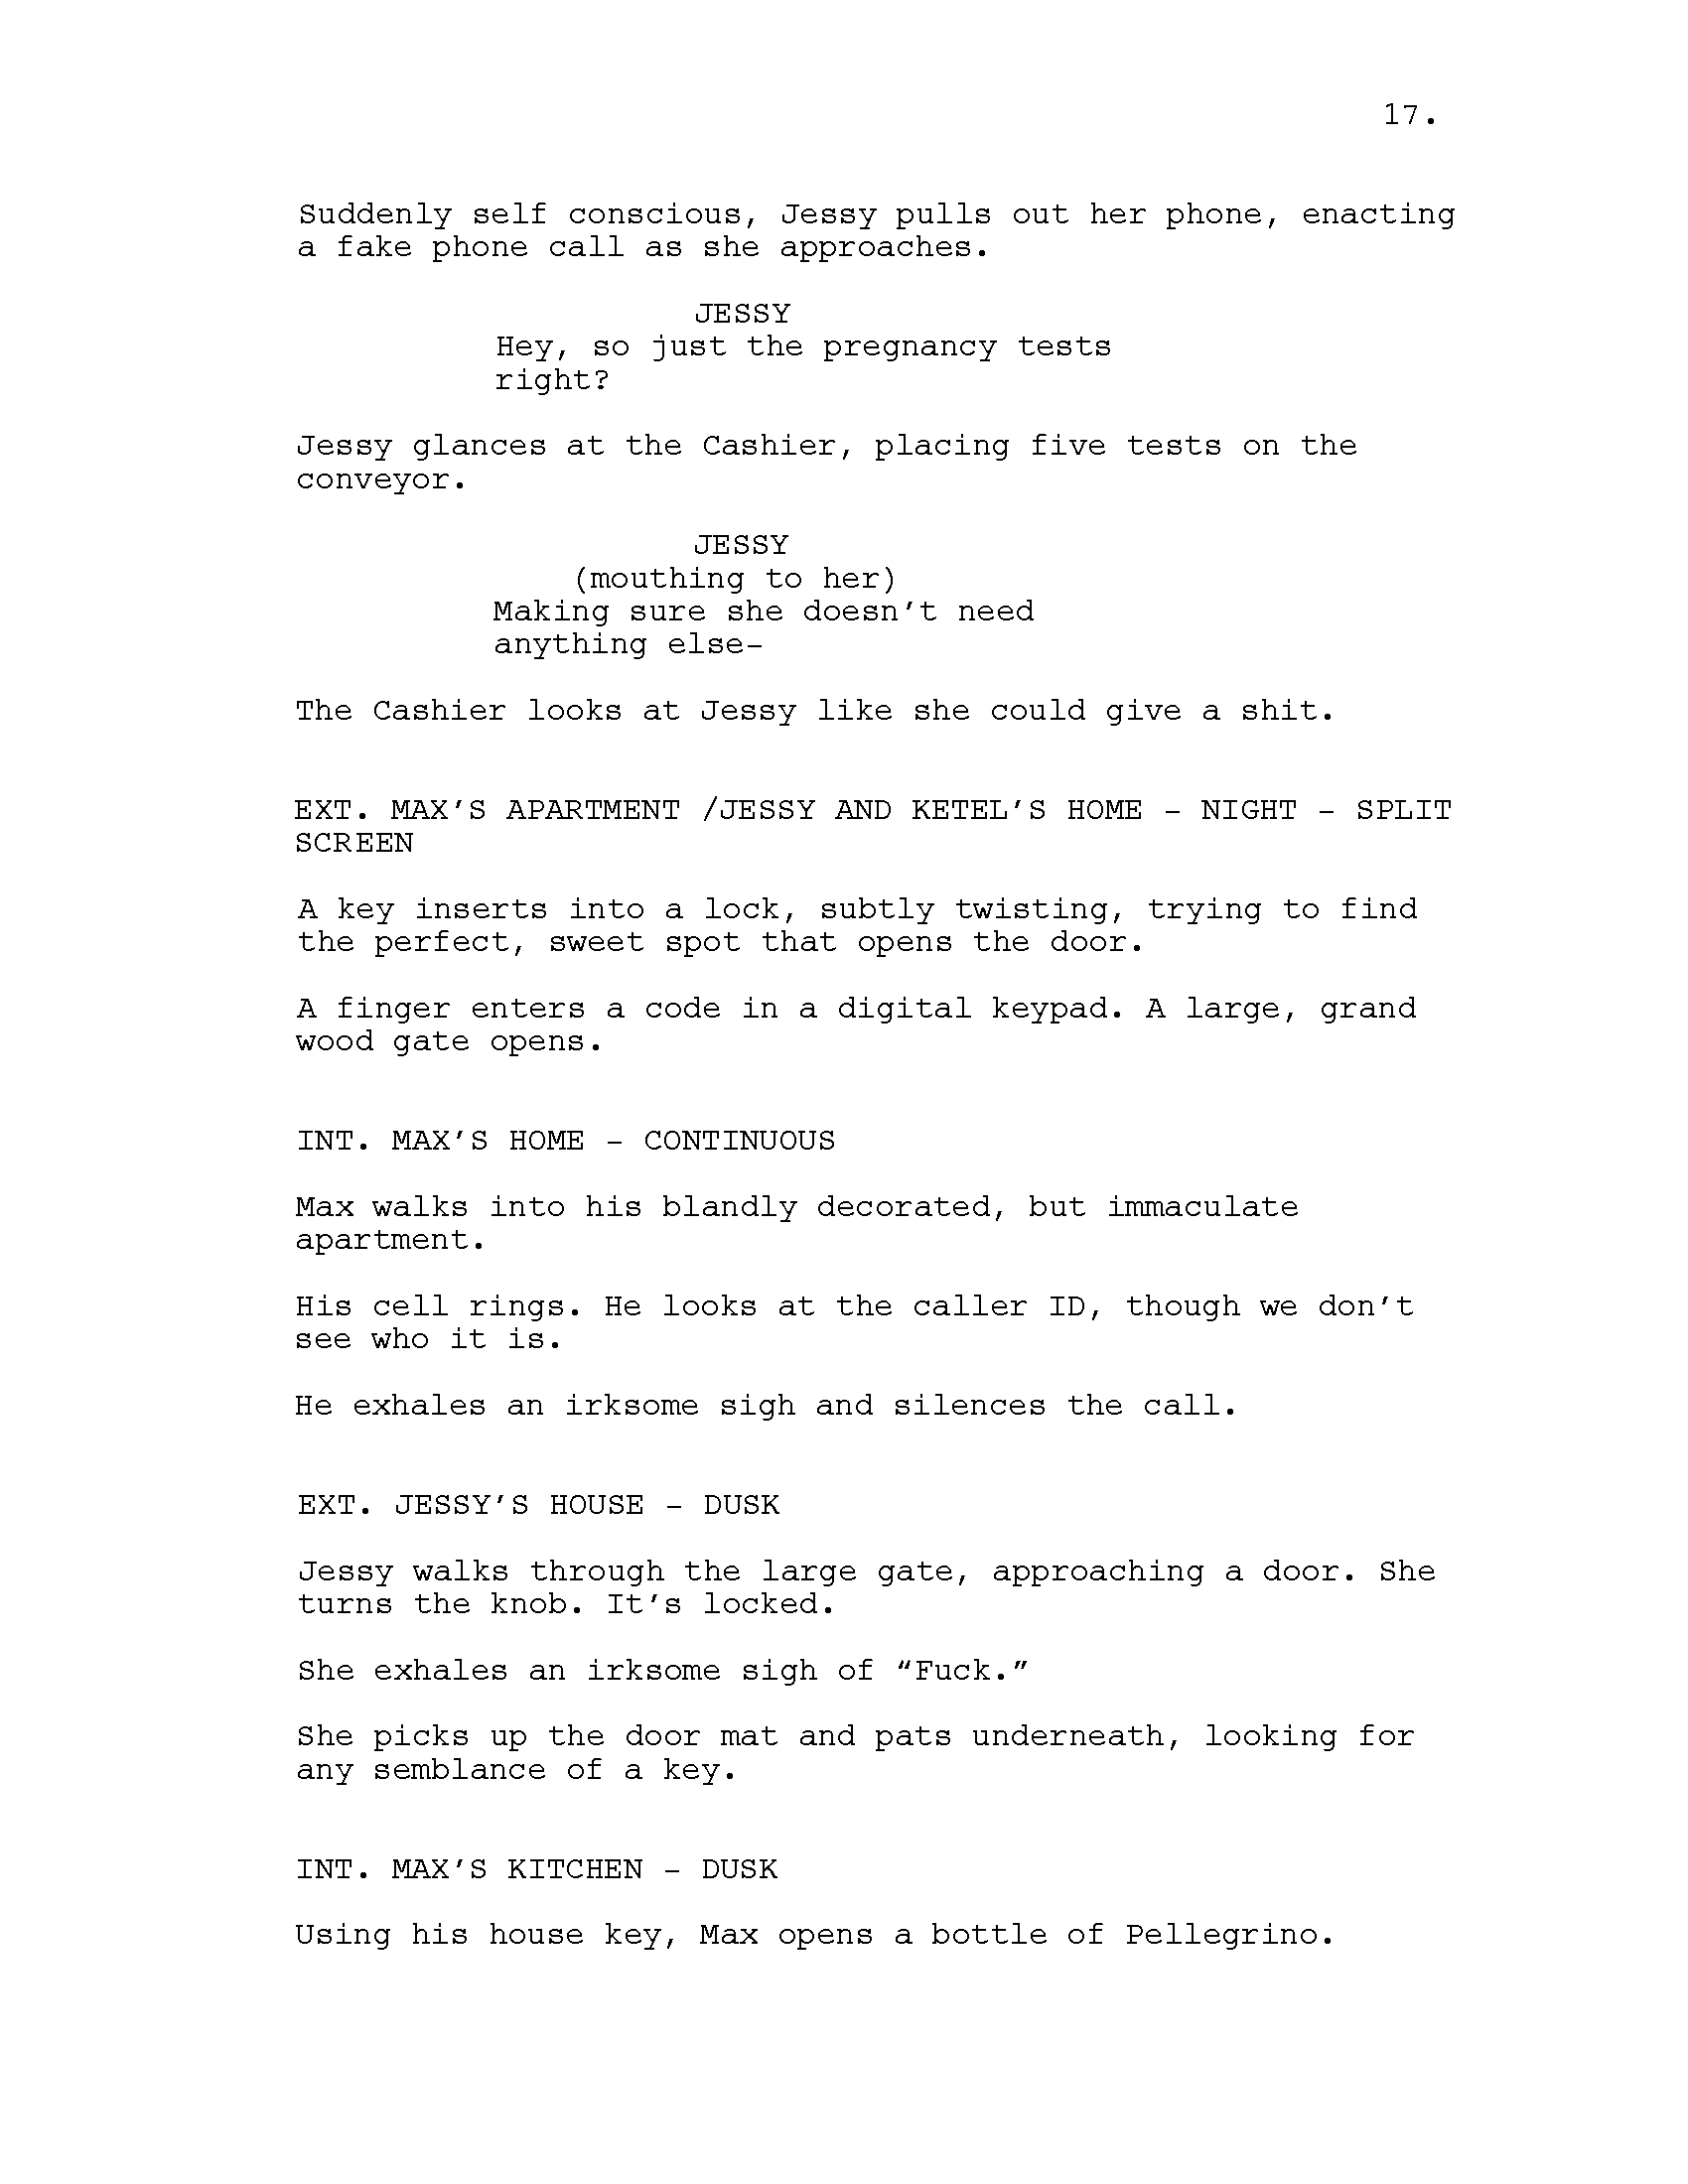 17.
Suddenly self conscious, Jessy pulls out her phone, enacting
a fake phone call as she approaches.
JESSY
Hey, so just the pregnancy tests
right?
Jessy glances at the Cashier, placing five tests on the
conveyor.
JESSY
(mouthing to her)
Making sure she doesn’t need
anything else-
The Cashier looks at Jessy like she could give a shit.
EXT. MAX’S APARTMENT /JESSY AND KETEL’S HOME - NIGHT - SPLIT
SCREEN
A key inserts into a lock, subtly twisting, trying to find
the perfect, sweet spot that opens the door.
A finger enters a code in a digital keypad. A large, grand
wood gate opens.
INT. MAX’S HOME - CONTINUOUS
Max walks into his blandly decorated, but immaculate
apartment.
His cell rings. He looks at the caller ID, though we don’t
see who it is.
He exhales an irksome sigh and silences the call.
EXT. JESSY’S HOUSE - DUSK
Jessy walks through the large gate, approaching a door. She
turns the knob. It’s locked.
She exhales an irksome sigh of “Fuck.”
She picks up the door mat and pats underneath, looking for
any semblance of a key.
INT. MAX’S KITCHEN - DUSK
Using his house key, Max opens a bottle of Pellegrino.